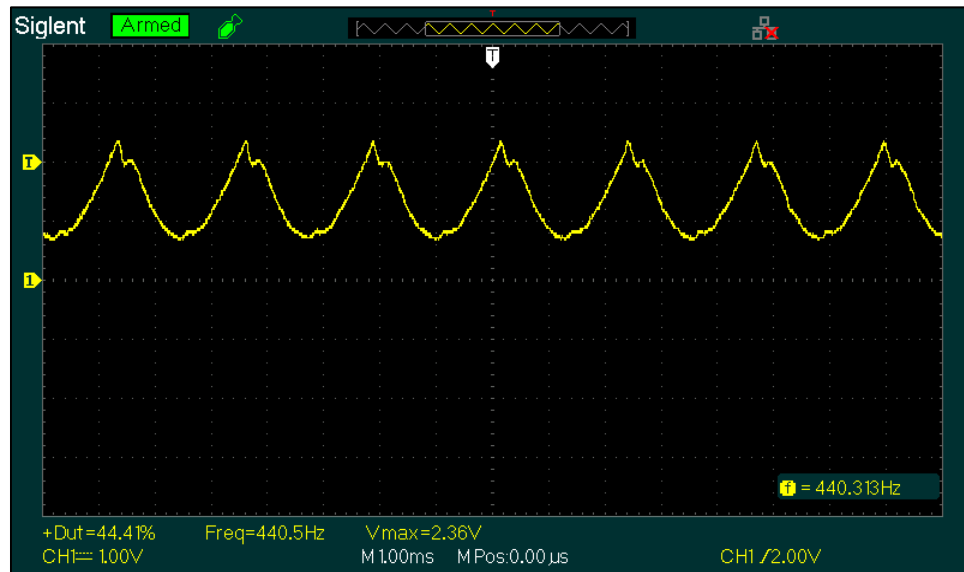 Siglent Armed
T
T
1
f = 440.313Hz
+Dut=44.41% Freq=440.5Hz Vmax=2.36V
CH1 1.00V M 1.00ms M Pos:0.00 µs CH1 /2.00V